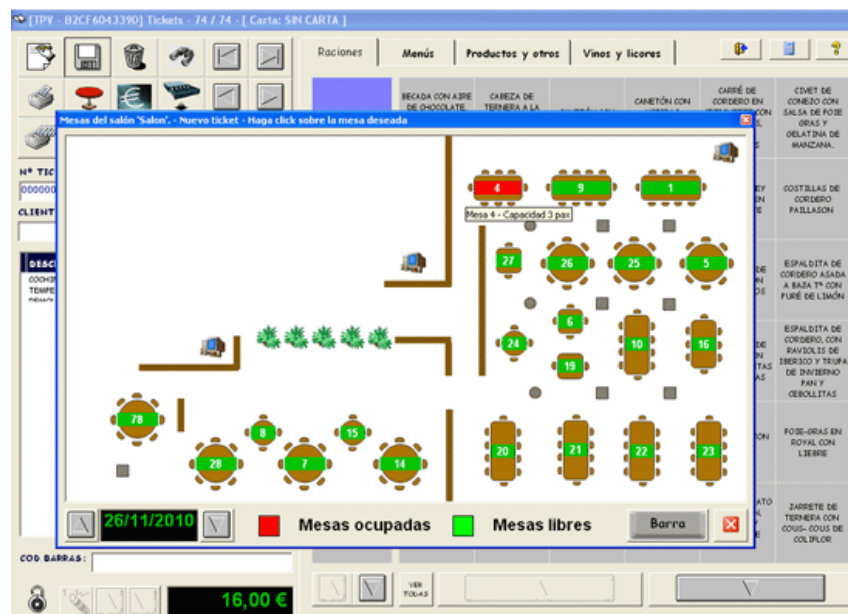 [TPV - B2CF6043390] Tickets - 74 / 74 - [ Carta: SIN CARTA ]
Raciones
Menús
Productos y otros
Vinos y licores
BECADA CON AIRE DE CHOCOLATE.
CABEZA DE TERNERA A LA
CANETÓN CON
CARRÉ DE CORDERO EN
CIVET DE CONEJO CON SALSA DE FOIE GRAS Y GELATINA DE MANZANA.
Mesas del salón 'Salon'. - Nuevo ticket - Haga click sobre la mesa deseada
Nº TIC
000000
CLIENT
DESC
COCHIN
TEMPE
4
9
1
Mesa 4 - Capacidad 3 pax
27
26
25
5
6
24
10
16
19
78
8
15
28
7
14
20
21
22
23
COSTILLAS DE CORDERO PAILLASON
ESPALDITA DE CORDERO ASADA A BAJA Tª CON PURÉ DE LIMÓN
ESPALDITA DE CORDERO, CON RAVIOLIS DE IBERICO Y TRUFA DE INVIERNO PAN Y CEBOLLITAS
FOIE-GRAS EN ROYAL CON LIEBRE
JARRETE DE TERNERA CON COUS- COUS DE COLIFLOR
26/11/2010
Mesas ocupadas
Mesas libres
Barra
COD BARRAS:
16,00 €
VER TODAS